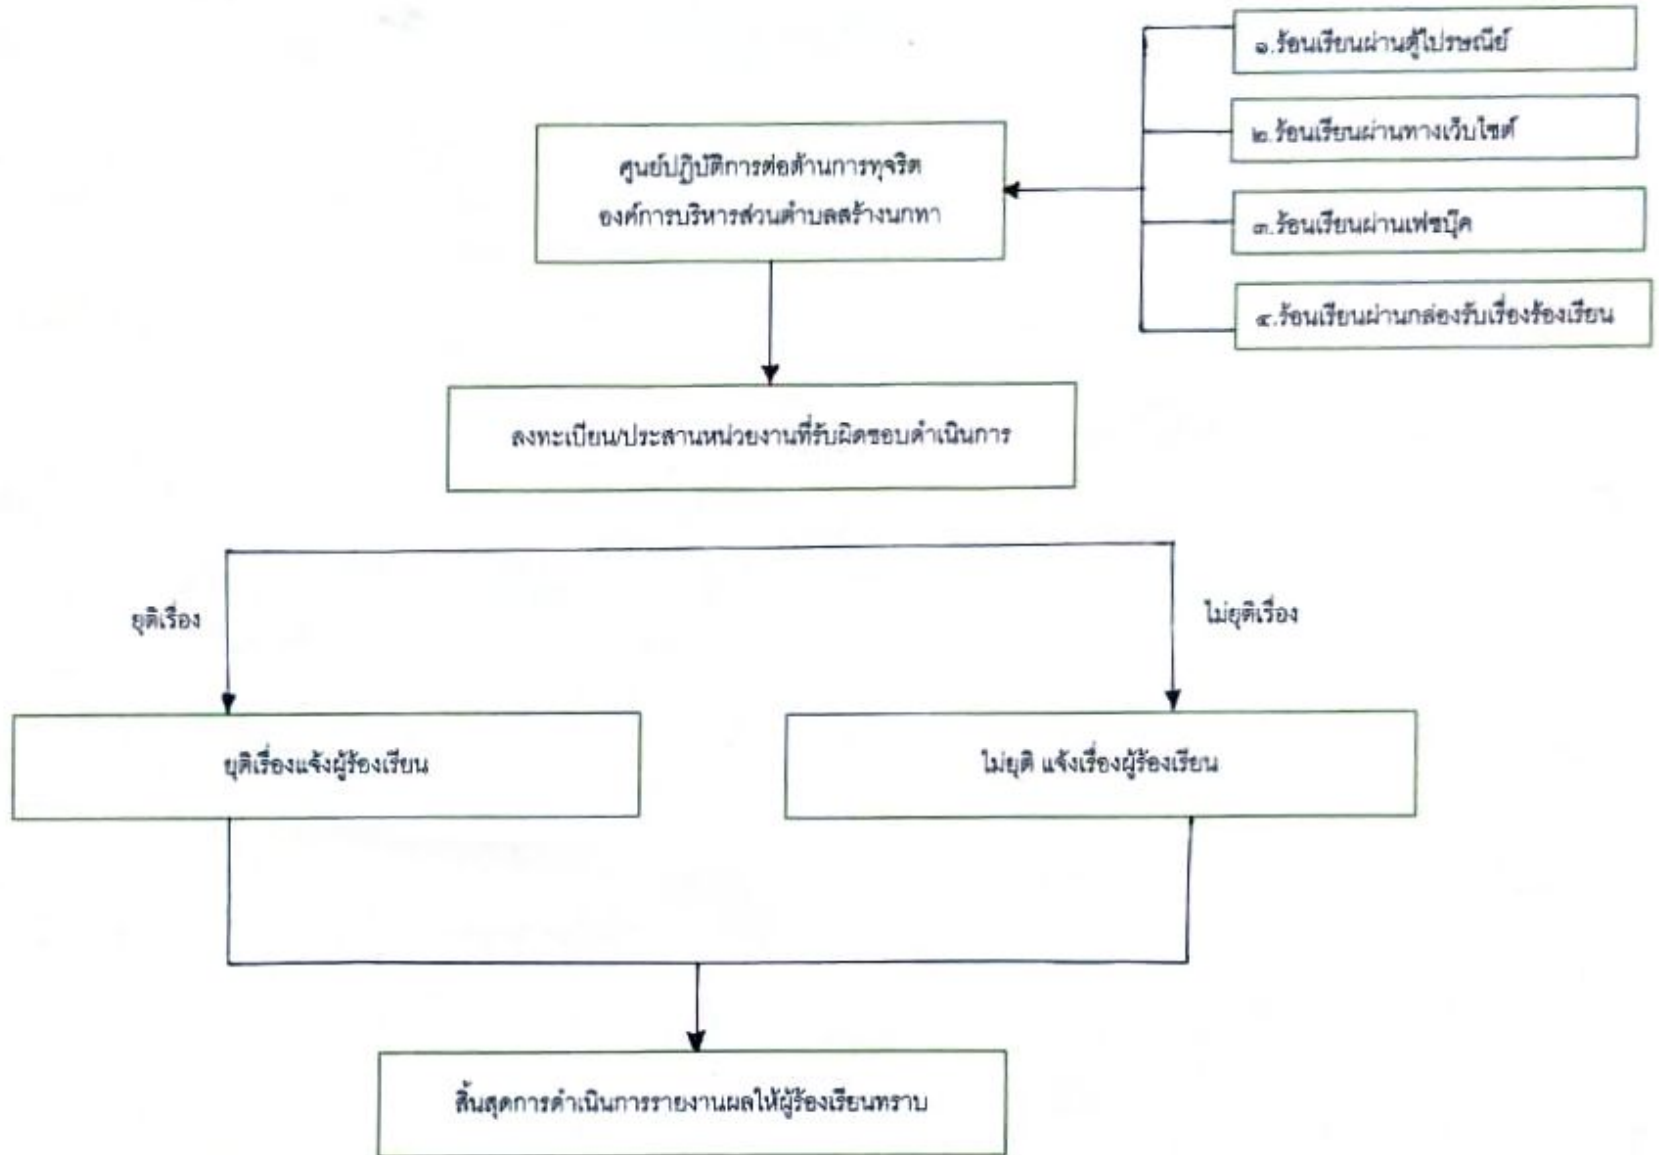 ๑.ร้อนเรียนผ่านตู้ไปรษณีย์
๒.ร้อนเรียนผ่านทางเว็บไซต์
ศูนย์ปฏิบัติการต่อต้านการทุจริต
องค์การบริหารส่วนตำบลสร้างนกทา
๓.ร้อนเรียนผ่านเฟซบุ๊ค
๔.ร้อนเรียนผ่านกล่องรับเรื่องร้องเรียน
ลงทะเบียน/ประสานหน่วยงานที่รับผิดชอบดำเนินการ
ยุติเรื่อง
ไม่ยุติเรื่อง
ยุติเรื่องแจ้งผู้ร้องเรียน
ไม่ยุติ แจ้งเรื่องผู้ร้องเรียน
สิ้นสุดการดำเนินการรายงานผลให้ผู้ร้องเรียนทราบ